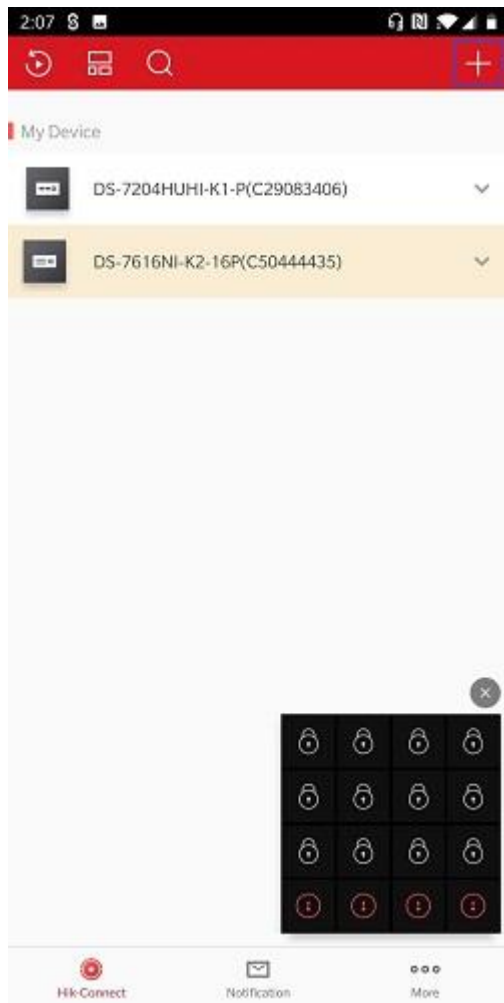 2:07
My Device
DS-7204HUHI-K1-P(C29083406)
DS-7616NI-K2-16P(C50444435)
Hik-Connect
Notification
More